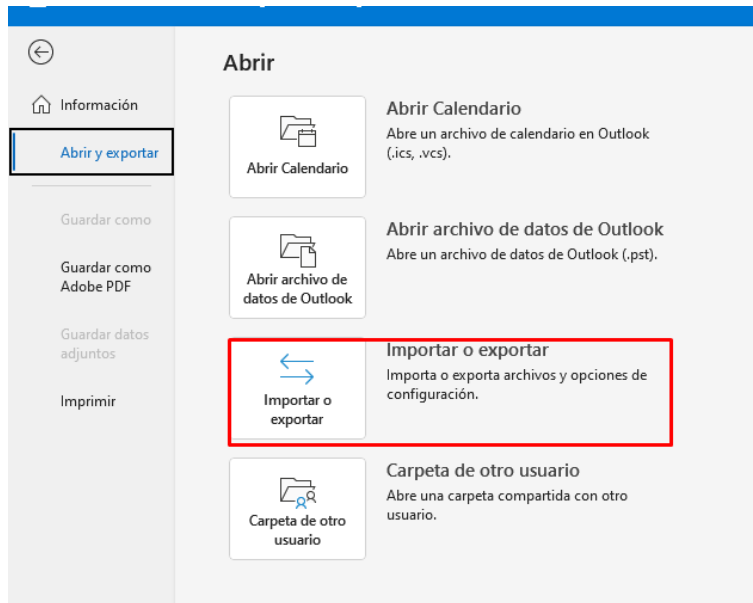 Abrir
Información
Abrir y exportar
Guardar como
Guardar como
Adobe PDF
Guardar datos
adjuntos
Imprimir
Abrir Calendario
Abrir Calendario
Abre un archivo de calendario en Outlook
(.ics, .vcs).
Abrir archivo de
datos de Outlook
Abrir archivo de datos de Outlook
Abre un archivo de datos de Outlook (.pst).
Importar o
exportar
Importar o exportar
Importa o exporta archivos y opciones de
configuración.
Carpeta de otro
usuario
Carpeta de otro usuario
Abre una carpeta compartida con otro
usuario.